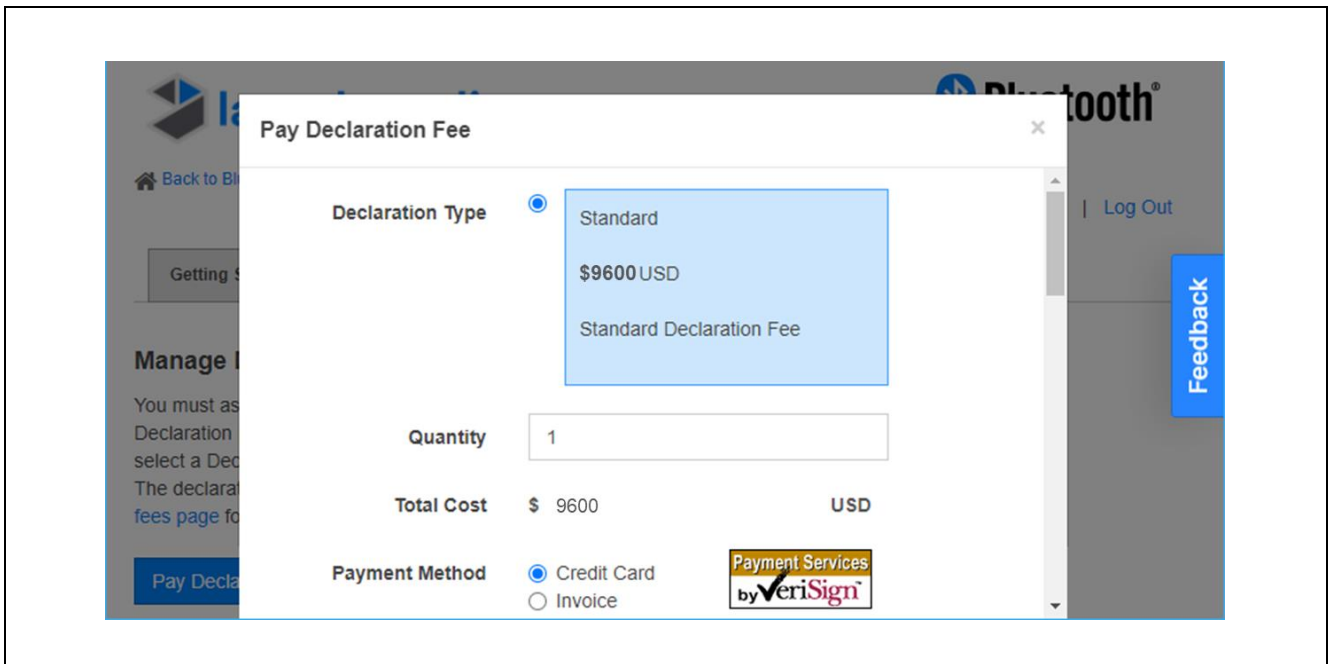 Bluetooth®
Pay Declaration Fee
×
Back to Bl
| Log Out
Declaration Type
Standard
$9600 USD
Standard Declaration Fee
Getting S
Feedback
Manage
You must as
Declaration
select a Dec
The declarat
fees page fo
Quantity 1
Total Cost $ 9600 USD
Pay Decla
Payment Method
Credit Card
Invoice
Payment Services
by VeriSign